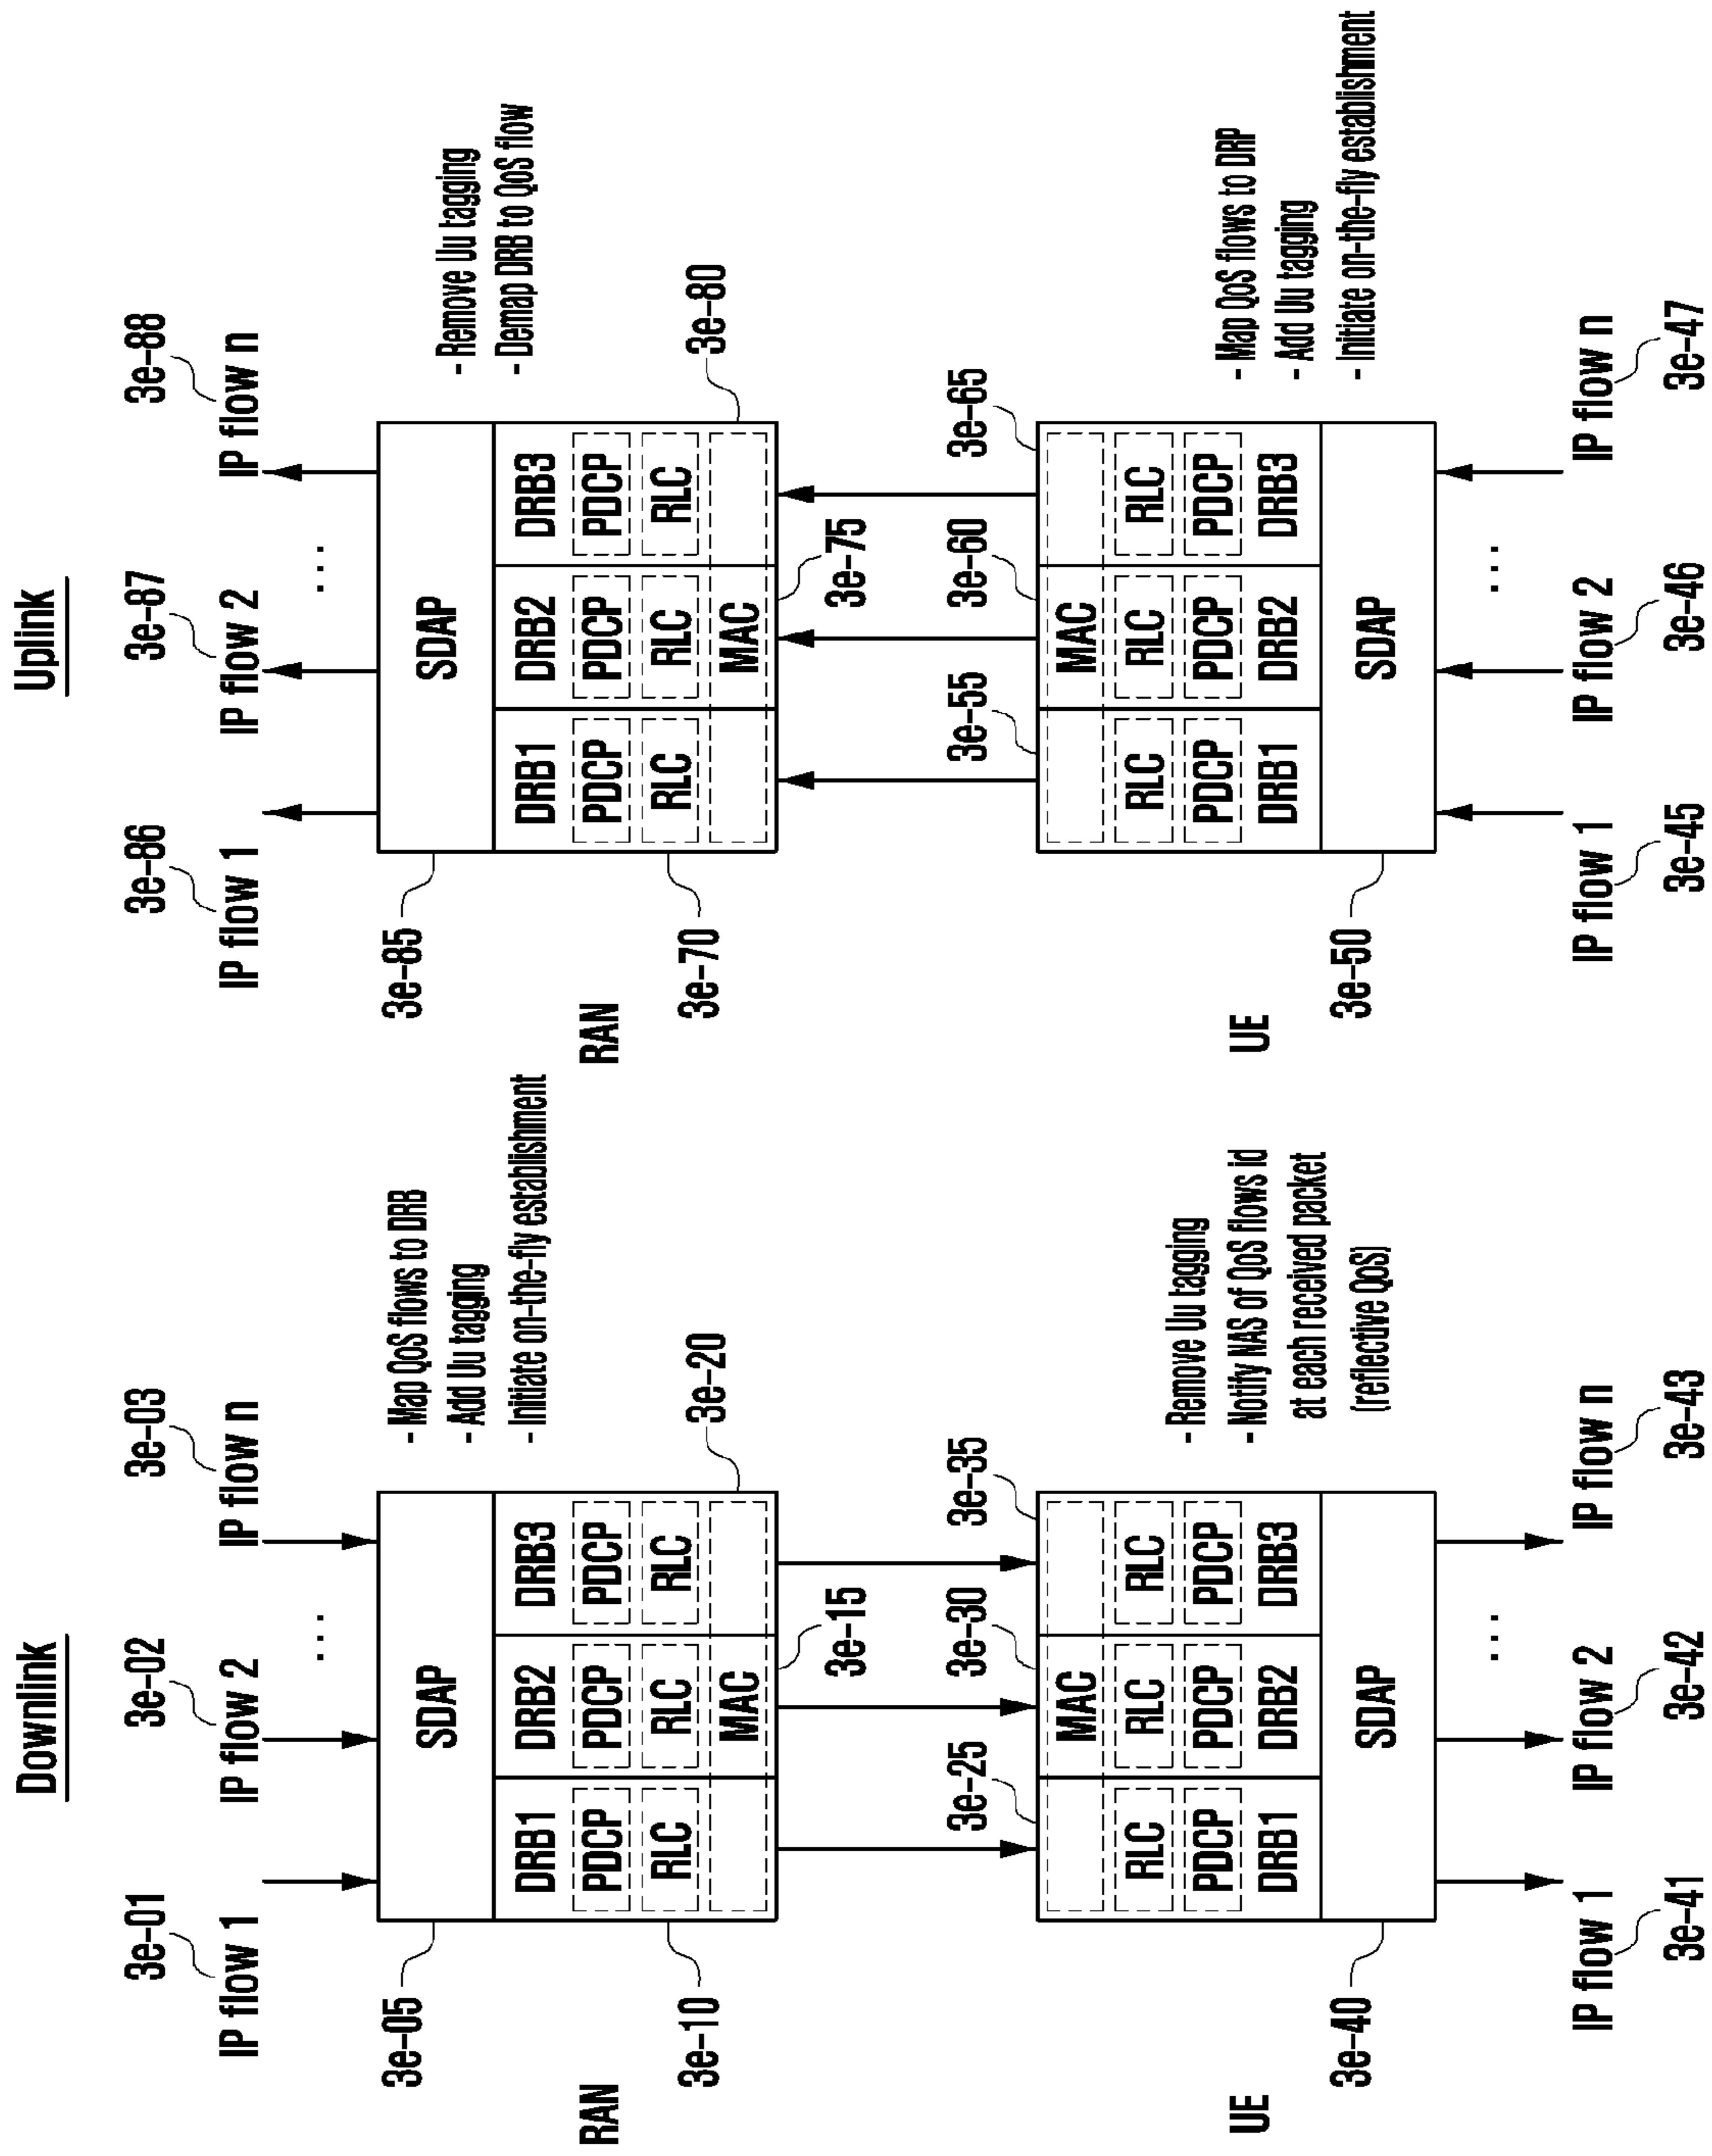 Downlink
3e-01
3e-02
3e-03
IP flow 1
IP flow 2
IP flow n
...
3e-05
SDAP
- Map QoS flows to DRB
- Add Uu tagging
- Initiate on-the-fly establishment
RAN
DRB1
DRB2
DRB3
PDCP
PDCP
PDCP
3e-10
RLC
RLC
RLC
3e-20
MAC
3e-15
3e-25
3e-30
3e-35
MAC
RLC
RLC
RLC
PDCP
PDCP
PDCP
UE
DRB1
DRB2
DRB3
- Remove Uu tagging
- Notify NAS of QoS flows id
at each received packet
(reflective QoS)
3e-40
SDAP
...
IP flow 1
IP flow 2
IP flow n
3e-41
3e-42
3e-43
Uplink
3e-86
3e-87
3e-88
IP flow 1
IP flow 2
IP flow n
...
3e-85
SDAP
- Remove Uu tagging
- Demap DRB to QoS flow
RAN
DRB1
DRB2
DRB3
PDCP
PDCP
PDCP
3e-70
RLC
RLC
RLC
3e-80
MAC
3e-75
3e-55
3e-60
3e-65
MAC
RLC
RLC
RLC
PDCP
PDCP
PDCP
UE
DRB1
DRB2
DRB3
- Map QoS flows to DRP
- Add Uu tagging
- Initiate on-the-fly establishment
3e-50
SDAP
...
IP flow 1
IP flow 2
IP flow n
3e-45
3e-46
3e-47